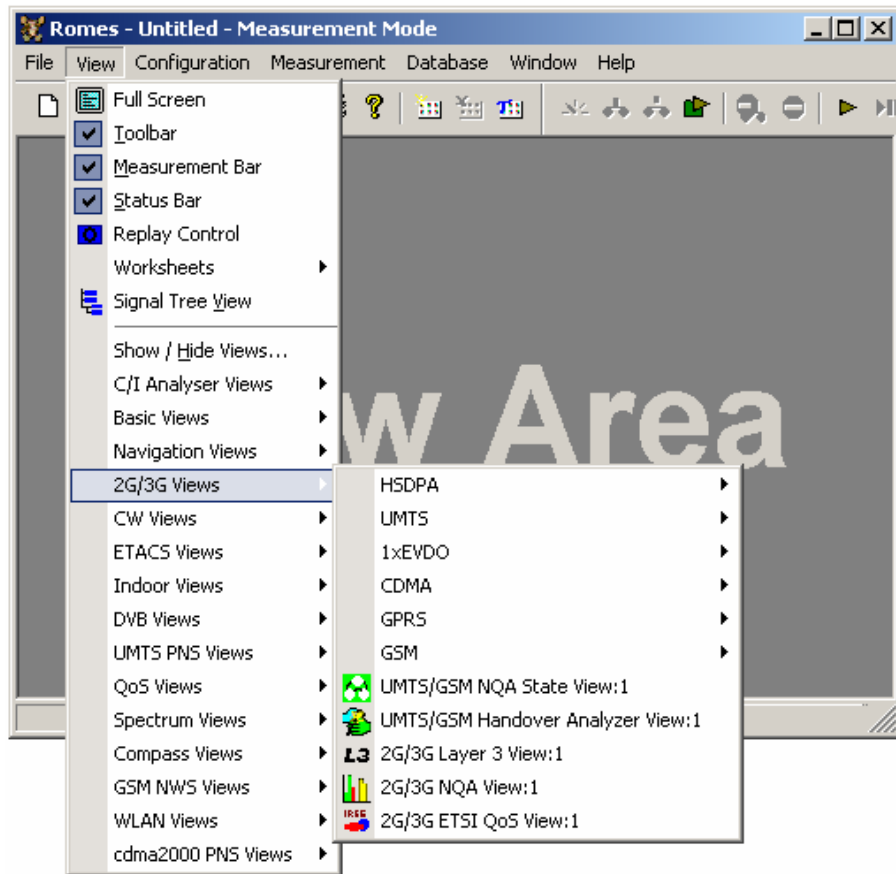 Romes - Untitled - Measurement Mode
File View Configuration Measurement Database Window Help
Full Screen
Toolbar
Measurement Bar
Status Bar
Replay Control
Worksheets
Signal Tree View
Show / Hide Views...
C/I Analyser Views
Basic Views
Navigation Views
2G/3G Views
CW Views
ETACS Views
Indoor Views
DVB Views
UMTS PNS Views
QoS Views
Spectrum Views
Compass Views
GSM NWS Views
WLAN Views
cdma2000 PNS Views
w Area
HSDPA
UMTS
1xEVDO
CDMA
GPRS
GSM
UMTS/GSM NQA State View:1
UMTS/GSM Handover Analyzer View:1
L3 2G/3G Layer 3 View:1
2G/3G NQA View:1
2G/3G ETSI QoS View:1